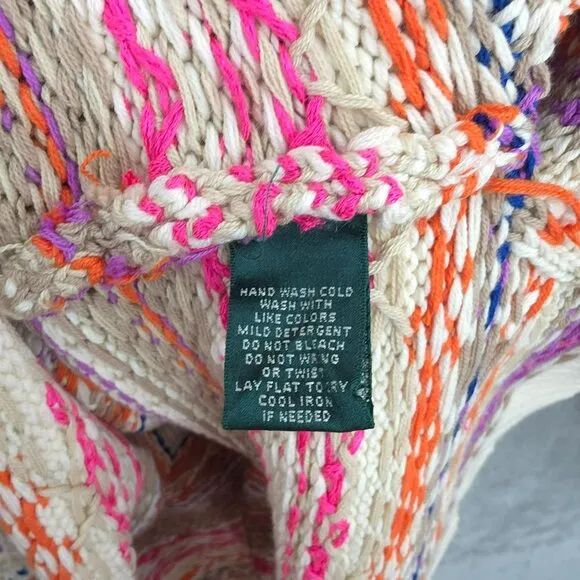 HAND WASH COLD
WASH WITH
LIKE COLORS
MILD DETERGENT
DO NOT BLEACH
DO NOT WRING
OR TWIST
LAY FLAT TO DRY
COOL IRON
IF NEEDED